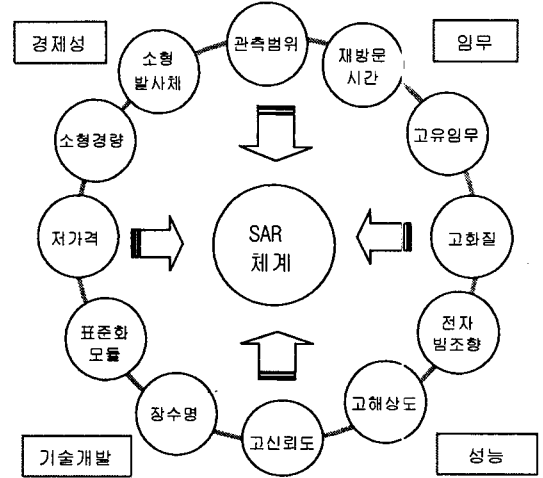 경제성
임무
관측범위
소형
발사체
재방문
시간
소형경량
고유임무
저가격
SAR
체계
고화질
표준화
모듈
전자
빔조향
장수명
고해상도
고신뢰도
기술개발
성능